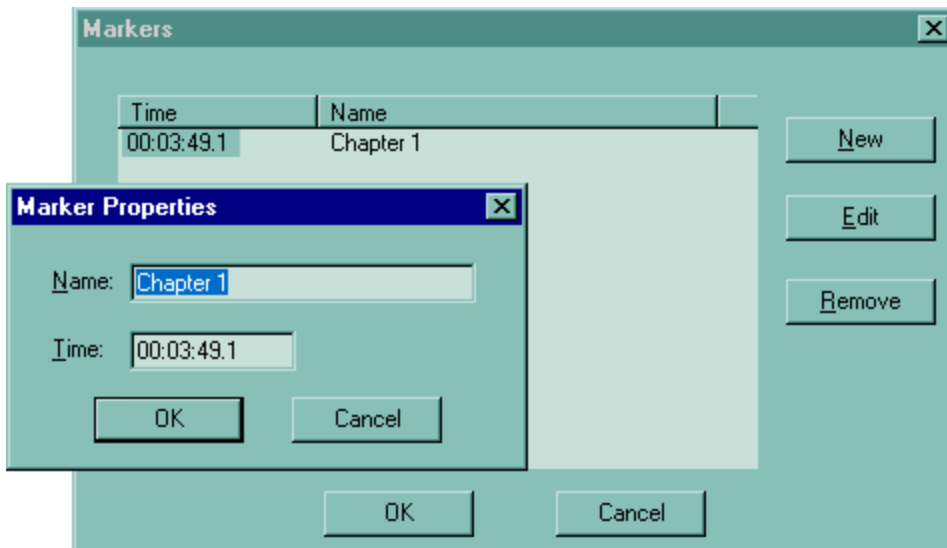 Markers
Time Name
00:03:49.1 Chapter 1
New
Edit
Remove
Marker Properties
Name: Chapter 1
Time: 00:03:49.1
OK Cancel
OK Cancel